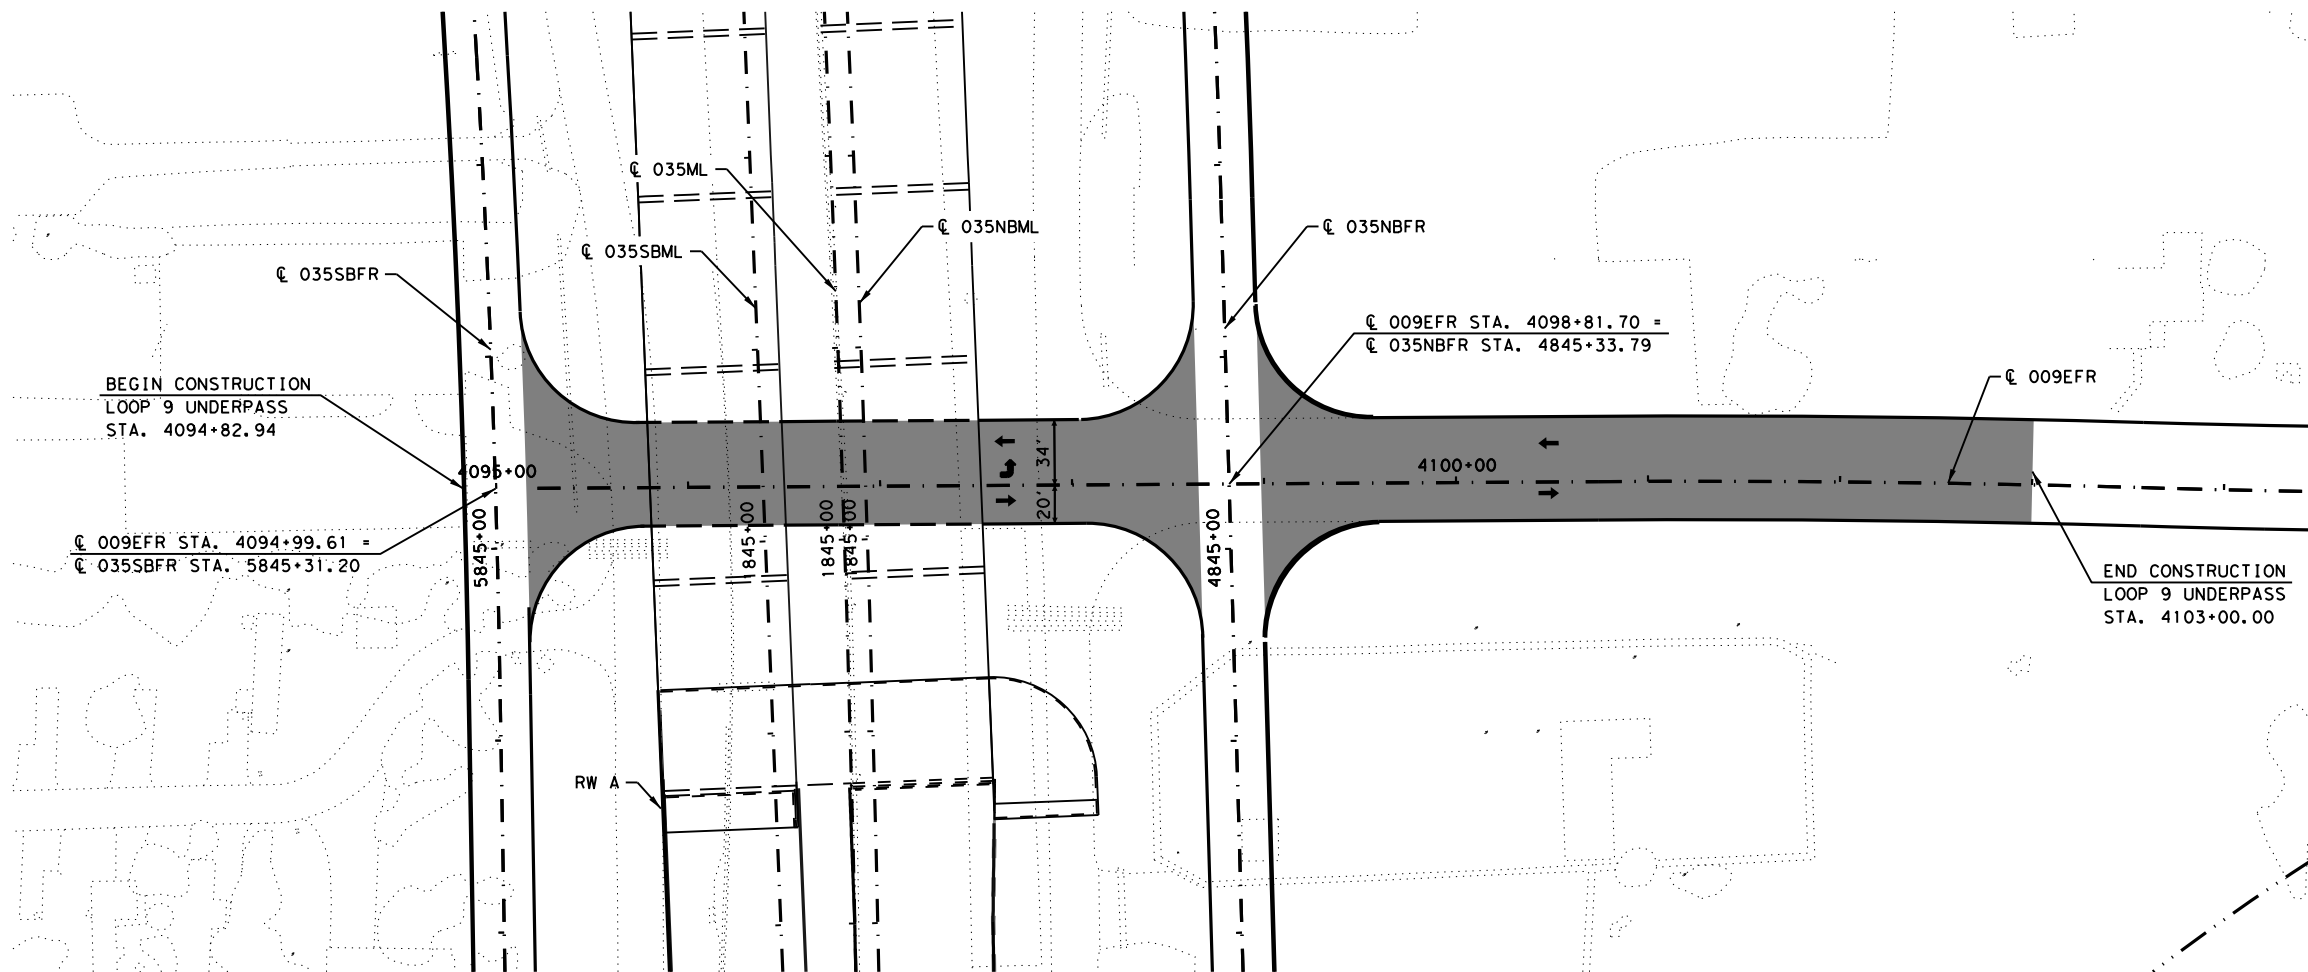 ℄ 035ML
℄ 035NBML
℄ 035NBFR
℄ 035SBML
℄ 035SBFR
℄ 009EFR STA. 4098+81.70 =
℄ 035NBFR STA. 4845+33.79
BEGIN CONSTRUCTION
LOOP 9 UNDERPASS
STA. 4094+82.94
℄ 009EFR
4095+00
34'
4100+00
20'
5845+00
1845+00
1845+00
1845+00
4845+00
℄ 009EFR STA. 4094+99.61 =
℄ 035SBFR STA. 5845+31.20
END CONSTRUCTION
LOOP 9 UNDERPASS
STA. 4103+00.00
RW A